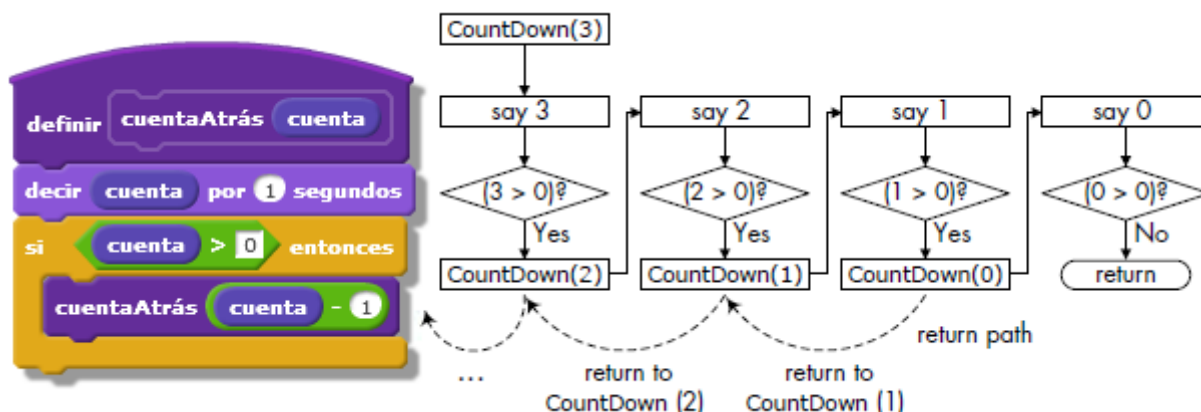 definir cuentaAtrás cuenta
decir cuenta por 1 segundos
si cuenta > 0 entonces
cuentaAtrás cuenta - 1
CountDown(3)
say 3
say 2
say 1
say 0
(3 > 0)?
(2 > 0)?
(1 > 0)?
(0 > 0)?
Yes
Yes
Yes
No
CountDown(2)
CountDown(1)
CountDown(0)
return
return path
...
return to
CountDown (2)
return to
CountDown (1)